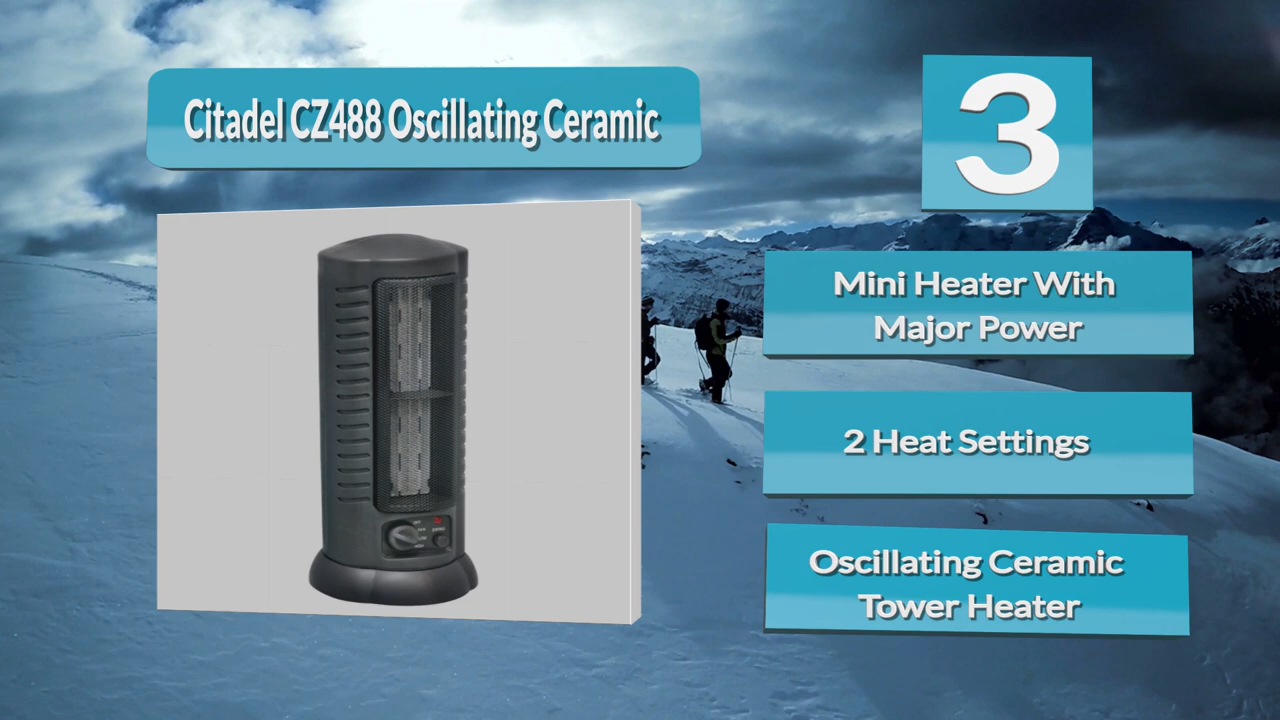 Citadel CZ488 Oscillating Ceramic
3
Mini Heater With
Major Power
2 Heat Settings
Oscillating Ceramic
Tower Heater